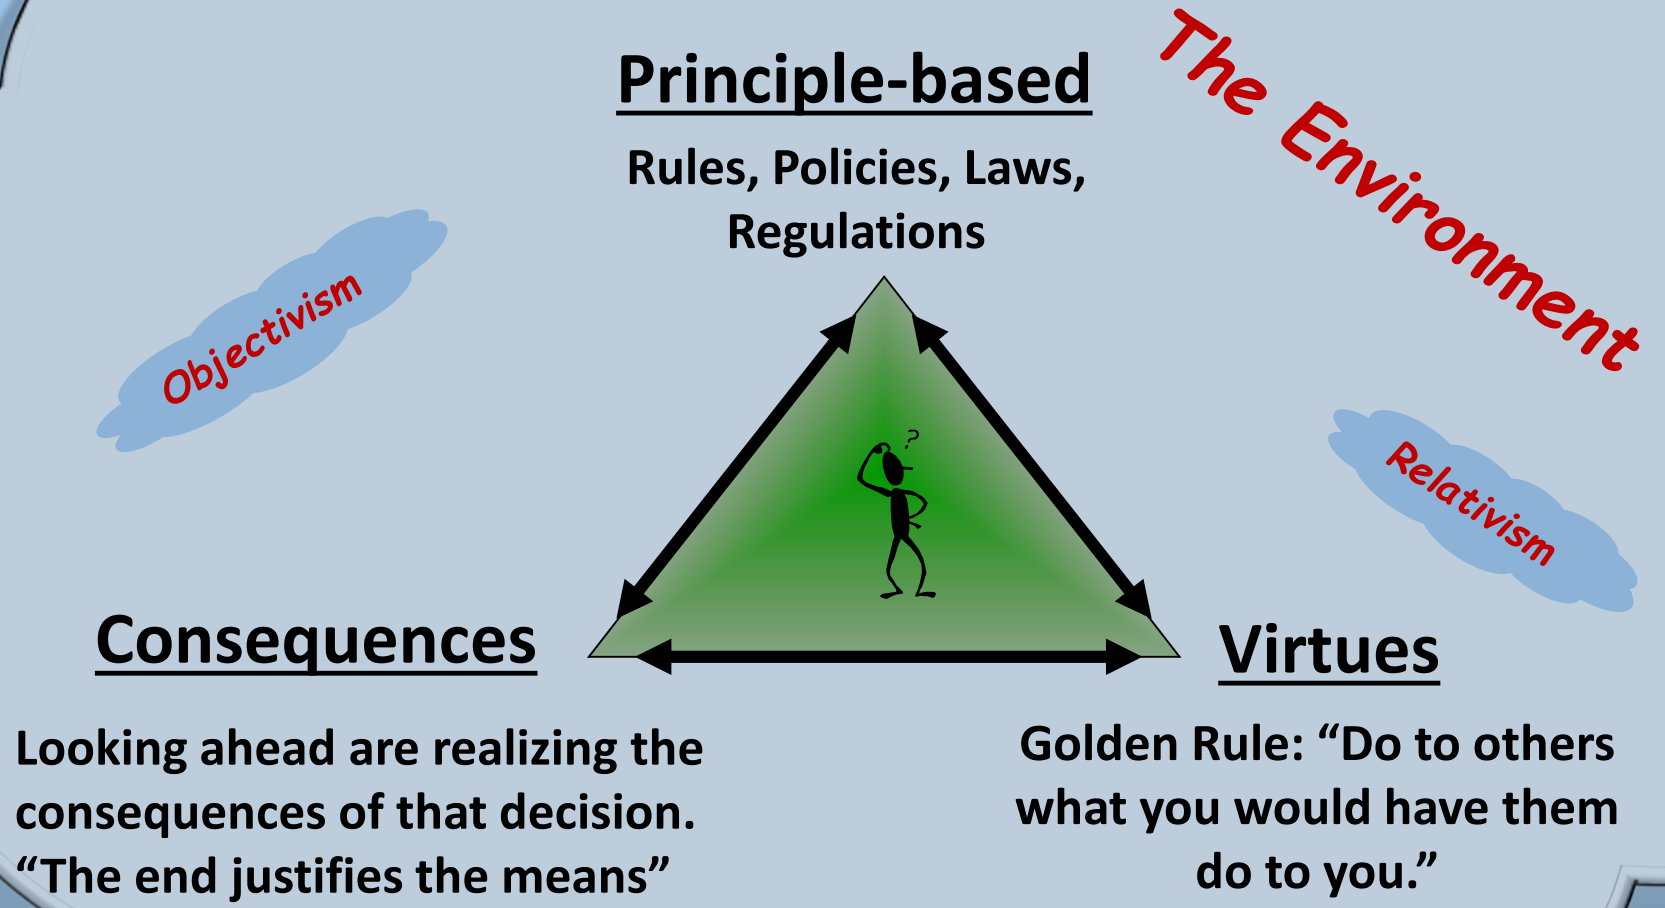 The Environment
Principle-based
Rules, Policies, Laws,
Regulations
Objectivism
?
Relativism
Consequences
Looking ahead are realizing the
consequences of that decision.
“The end justifies the means”
Virtues
Golden Rule: “Do to others
what you would have them
do to you.”